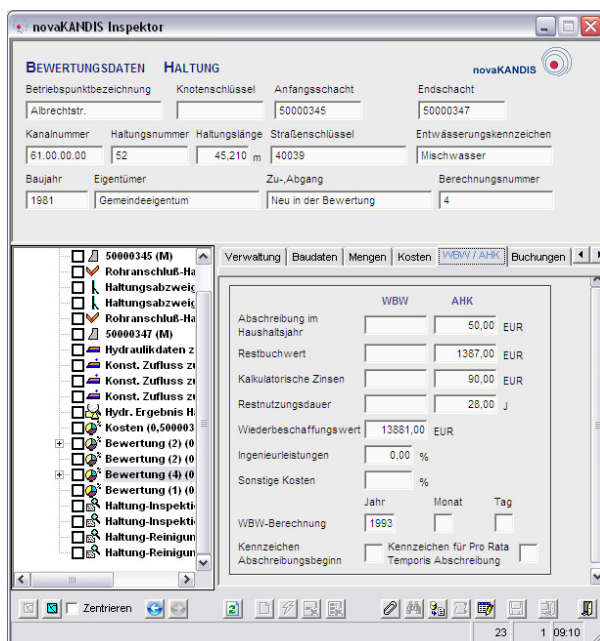 novaKANDIS Inspektor
BEWERTUNGSDATEN HALTUNG
novaKANDIS
Betriebspunktbezeichnung Knotenschlüssel Anfangsschacht Endschacht
Albrechtstr. 50000345 50000347
Kanalnummer Haltungsnummer Haltungslänge Straßenschlüssel Entwässerungskennzeichen
61.00.00.00 52 45,210 m 40039 Mischwasser
Baujahr Eigentümer Zu-,Abgang Berechnungsnummer
1981 Gemeindeeigentum Neu in der Bewertung 4
50000345 (M)
Rohranschluß-Ha
Haltungsabzweig
Haltungsabzweig
Rohranschluß-Ha
50000347 (M)
Hydraulikdaten z
Konst. Zufluss zu
Konst. Zufluss zu
Konst. Zufluss zu
Hydr. Ergebnis Ha
Kosten (0,500003
Bewertung (2) (0
Bewertung (2) (0
Bewertung (4) (0
Bewertung (1) (0
Haltung-Inspekti
Haltung-Inspekti
Haltung-Reinigun
Haltung-Reinigun
Verwaltung Baudaten Mengen Kosten WBW / AHK Buchungen
WBW AHK
Abschreibung im
Haushaltsjahr 50,00 EUR
Restbuchwert 1387,00 EUR
Kalkulatorische Zinsen 90,00 EUR
Restnutzungsdauer 28,00 J
Wiederbeschaffungswert 13881,00 EUR
Ingenieurleistungen 0,00 %
Sonstige Kosten %
Jahr Monat Tag
WBW-Berechnung 1993
Kennzeichen
Abschreibungsbeginn
Kennzeichen für Pro Rata
Temporis Abschreibung
Zentrieren
23 1 09:10